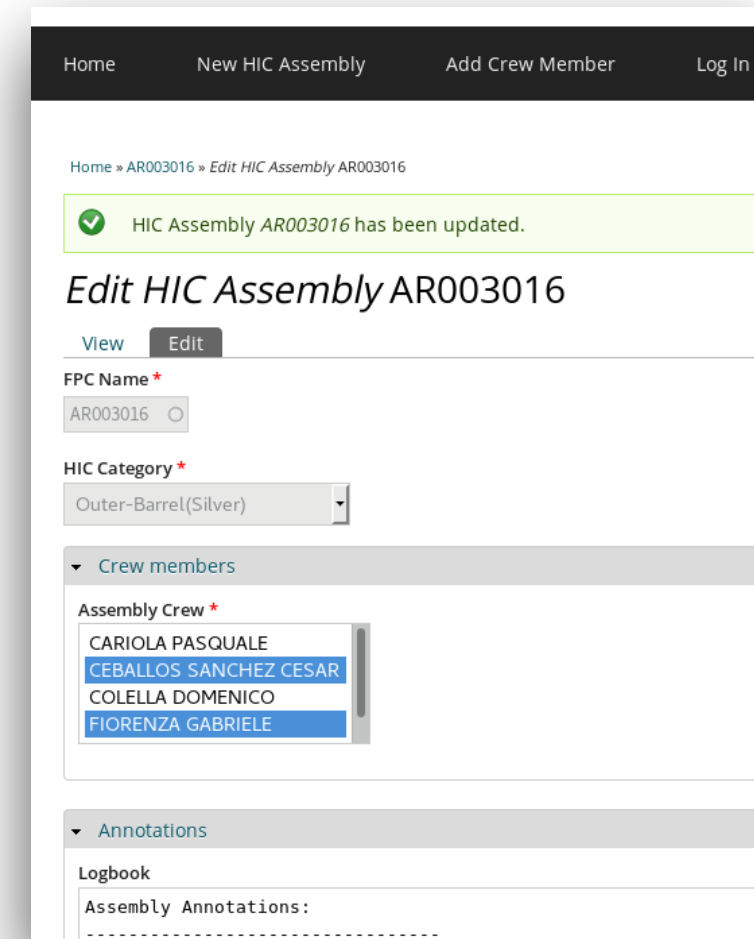 Home New HIC Assembly Add Crew Member Log In
Home » AR003016 » Edit HIC Assembly AR003016
HIC Assembly AR003016 has been updated.
Edit HIC Assembly AR003016
View Edit
FPC Name *
AR003016
HIC Category *
Outer-Barrel(Silver)
Crew members
Assembly Crew *
CARIOLA PASQUALE
CEBALLOS SANCHEZ CESAR
COLELLA DOMENICO
FIORENZA GABRIELE
Annotations
Logbook
Assembly Annotations:
---------------------------------